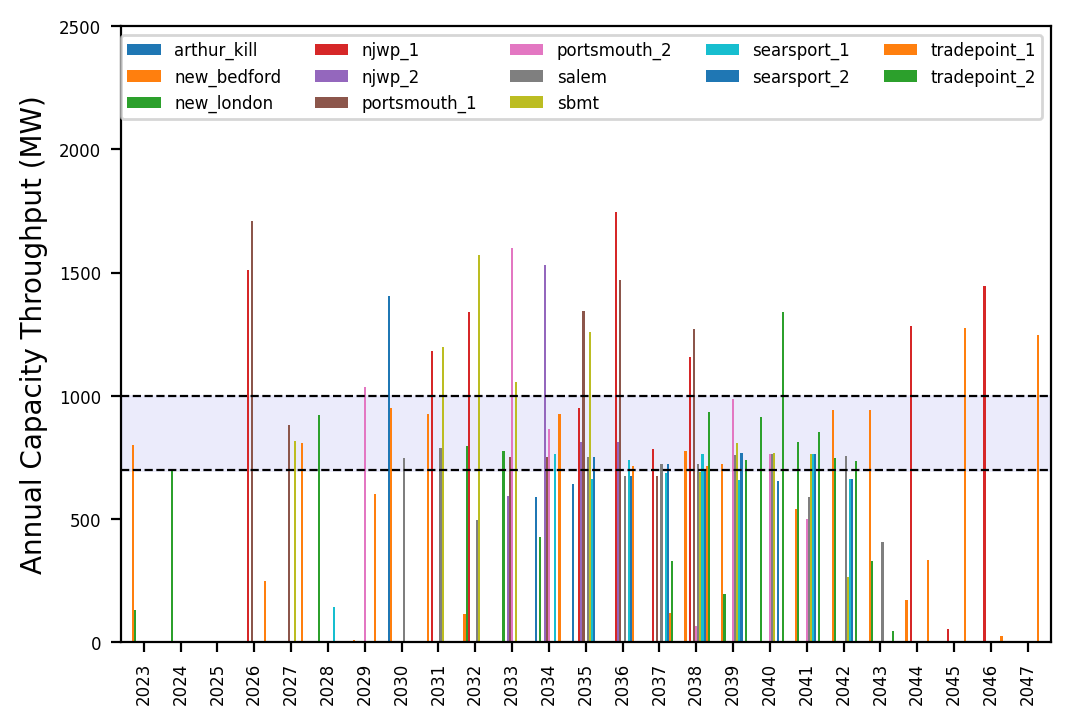 2500
2000
1500
1000
500
0
Annual Capacity Throughput (MW)
arthur_kill njwp_1 portsmouth_2 searsport_1 tradepoint_1
new_bedford njwp_2 salem searsport_2 tradepoint_2
new_london portsmouth_1 sbmt
2023 2024 2025 2026 2027 2028 2029 2030 2031 2032 2033 2034 2035 2036 2037 2038 2039 2040 2041 2042 2043 2044 2045 2046 2047